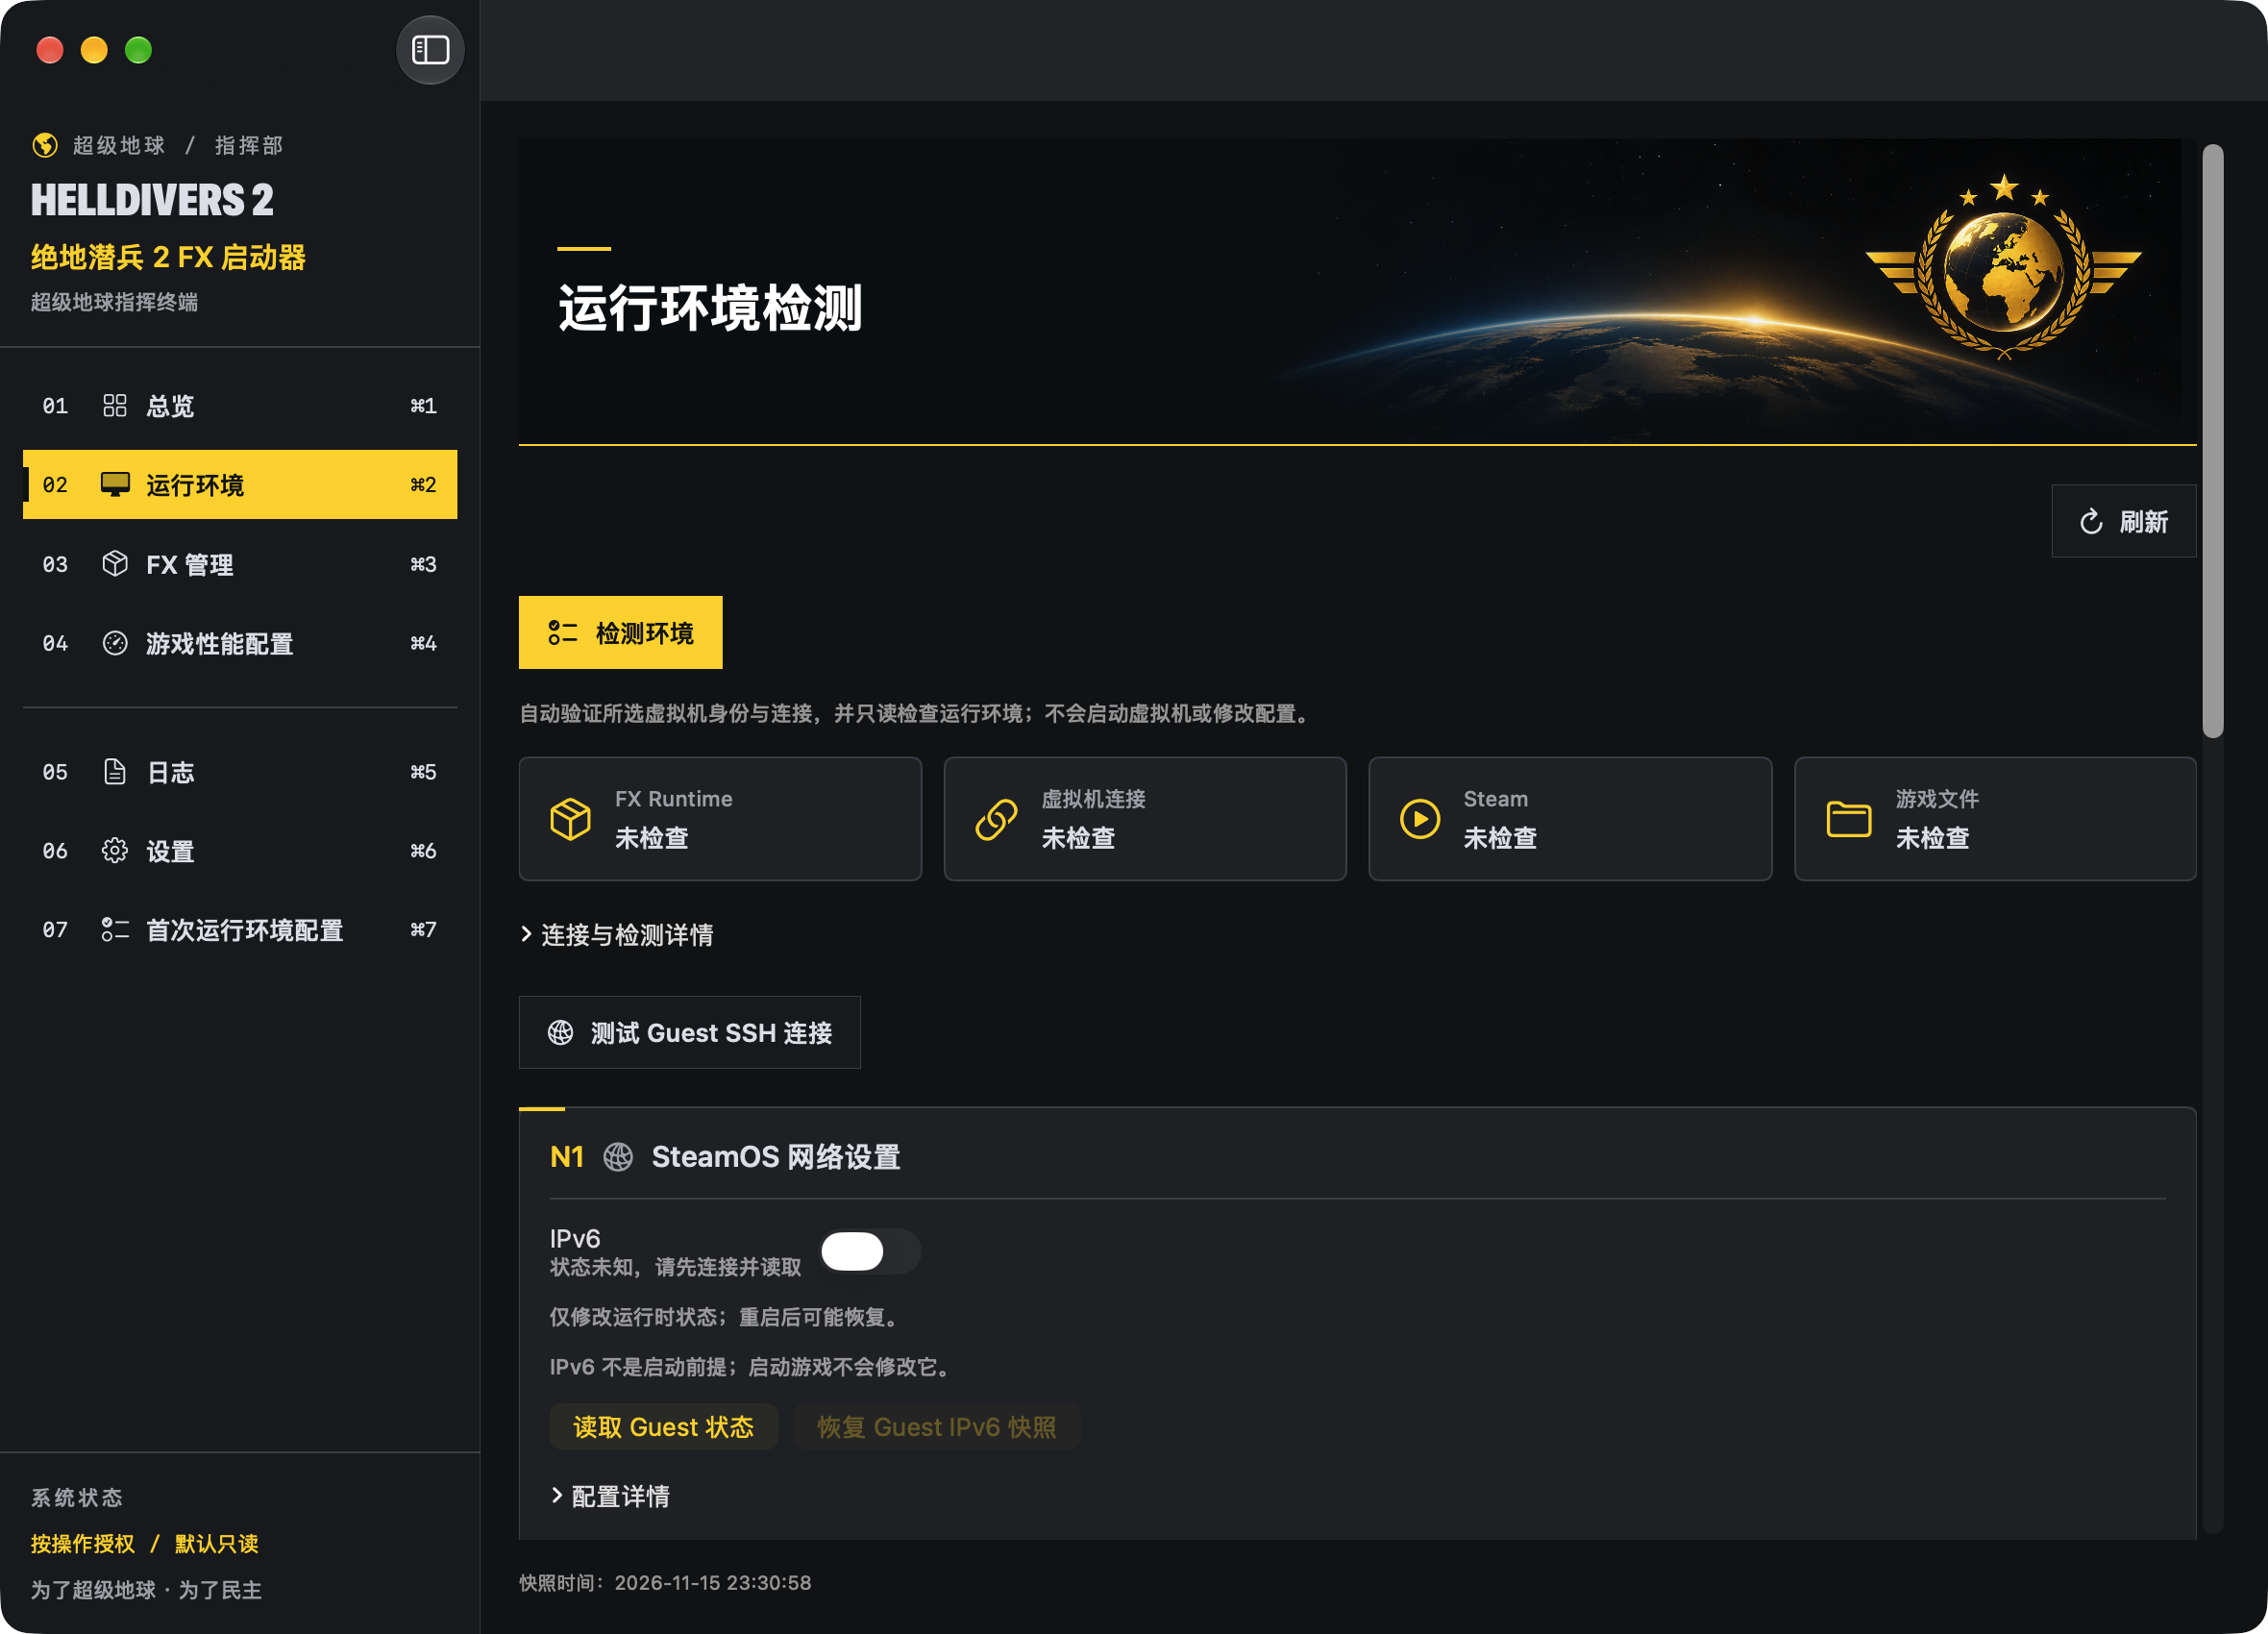 超级地球 / 指挥部
HELLDIVERS 2
绝地潜兵 2 FX 启动器
超级地球指挥终端
01 总览 ⌘1
02 运行环境 ⌘2
03 FX 管理 ⌘3
04 游戏性能配置 ⌘4
05 日志 ⌘5
06 设置 ⌘6
07 首次运行环境配置 ⌘7
系统状态
按操作授权 / 默认只读
为了超级地球 · 为了民主
运行环境检测
刷新
检测环境
自动验证所选虚拟机身份与连接，并只读检查运行环境；不会启动虚拟机或修改配置。
FX Runtime
未检查
虚拟机连接
未检查
Steam
未检查
游戏文件
未检查
连接与检测详情
测试 Guest SSH 连接
N1 SteamOS 网络设置
IPv6
状态未知，请先连接并读取
仅修改运行时状态；重启后可能恢复。
IPv6 不是启动前提；启动游戏不会修改它。
读取 Guest 状态 恢复 Guest IPv6 快照
配置详情
快照时间：2026-11-15 23:30:58